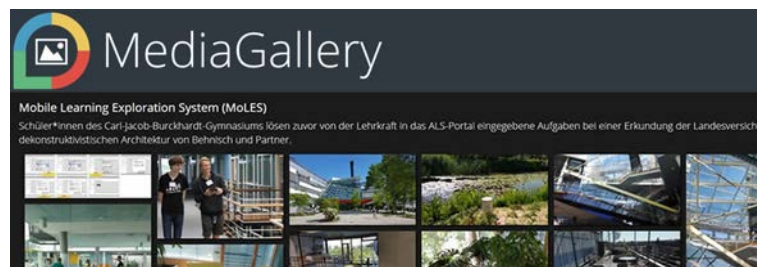 MediaGallery
Mobile Learning Exploration System (MoLES)
Schüler*innen des Carl-Jacob-Burckhardt-Gymnasiums lösen zuvor von der Lehrkraft in das ALS-Portal eingegebene Aufgaben bei einer Erkundung der Landesversich
dekonstruktivistischen Architektur von Behnisch und Partner.